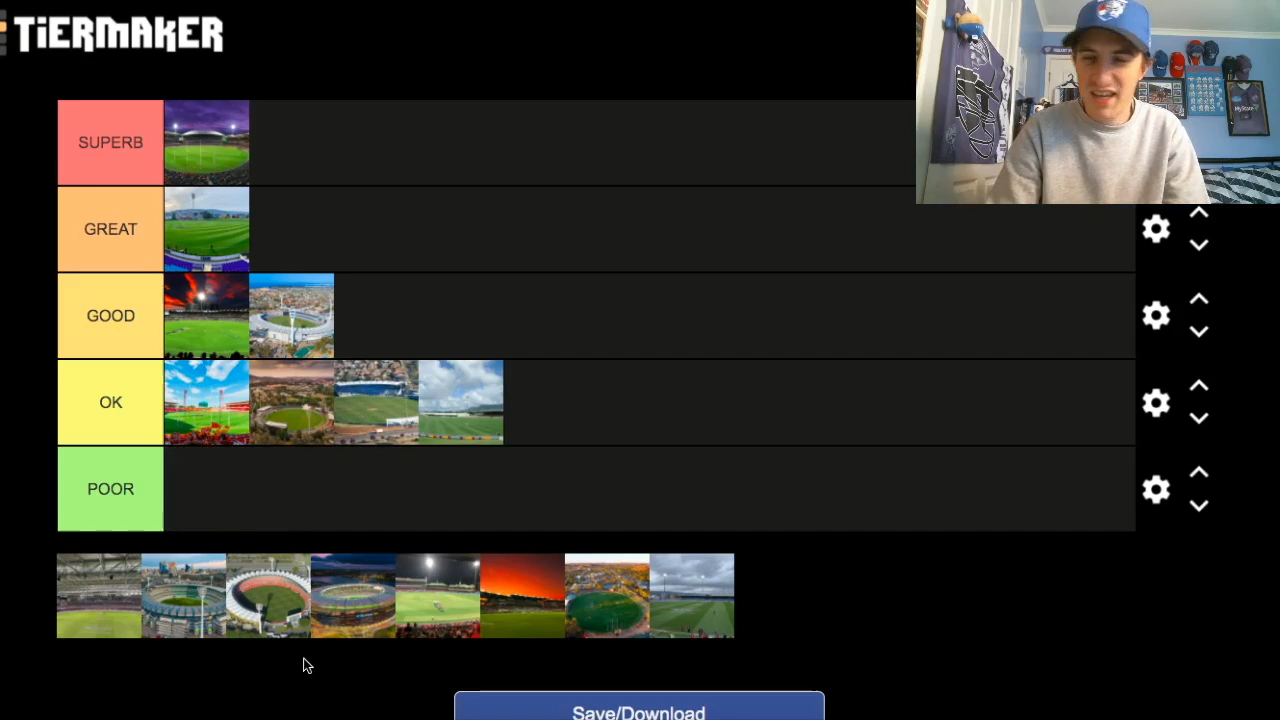 TiERMAKER
SUPERB
GREAT
GOOD
OK
POOR
Save/Download